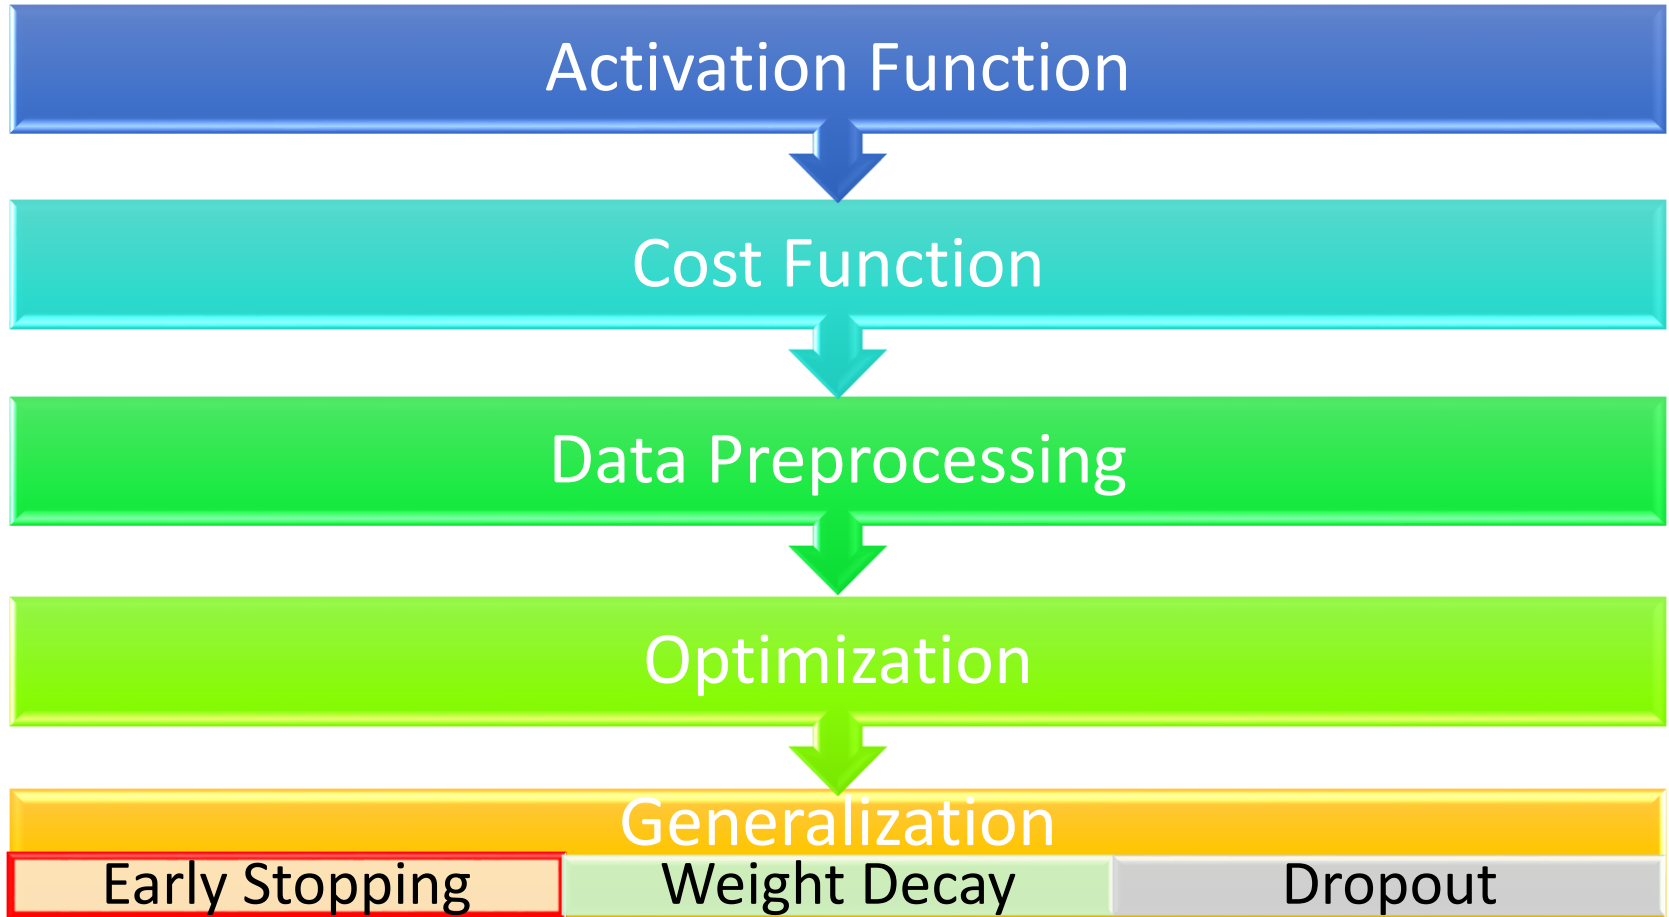 Activation Function
Cost Function
Data Preprocessing
Optimization
Generalization
Early Stopping Weight Decay Dropout